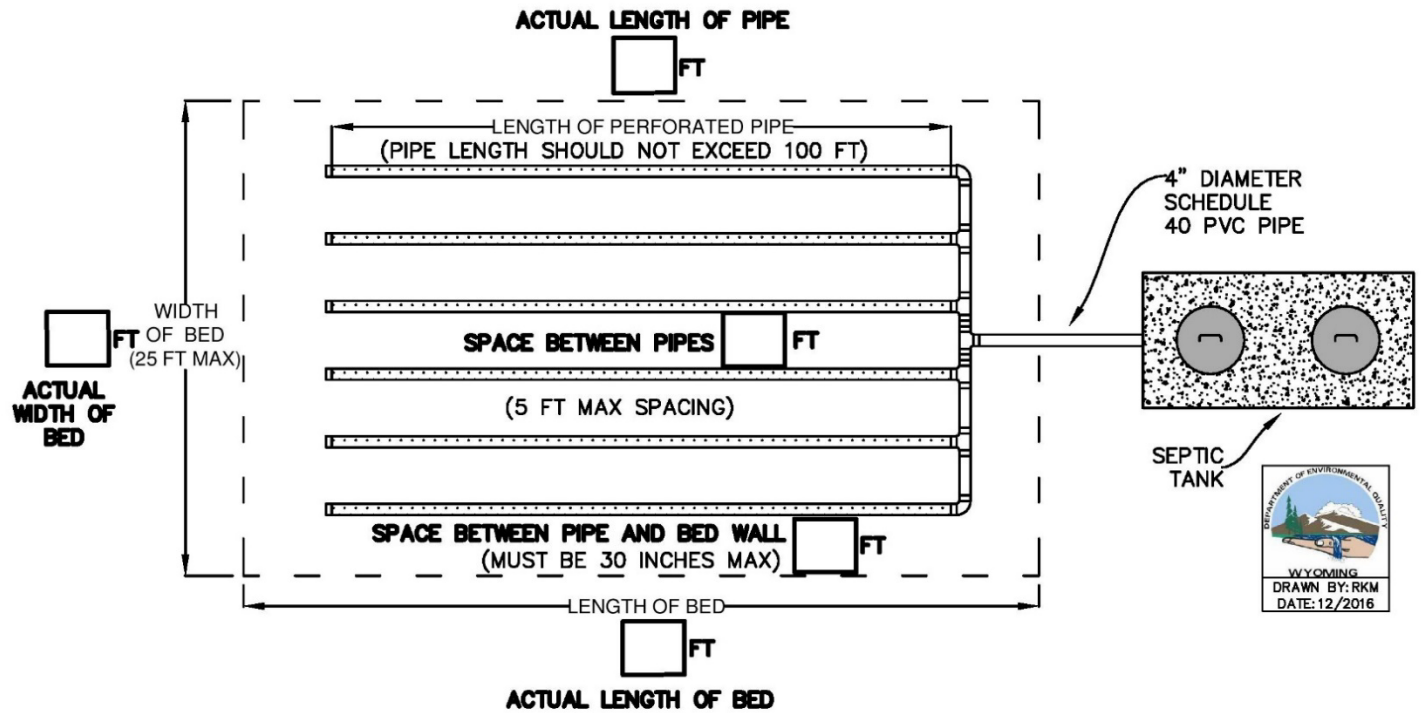 ACTUAL LENGTH OF PIPE
FT
LENGTH OF PERFORATED PIPE
(PIPE LENGTH SHOULD NOT EXCEED 100 FT)
4" DIAMETER
SCHEDULE
40 PVC PIPE
WIDTH
OF BED
(25 FT MAX)
FT
ACTUAL
WIDTH OF
BED
SPACE BETWEEN PIPES FT
(5 FT MAX SPACING)
SEPTIC
TANK
SPACE BETWEEN PIPE AND BED WALL FT
(MUST BE 30 INCHES MAX)
LENGTH OF BED
FT
ACTUAL LENGTH OF BED
DEPARTMENT OF ENVIRONMENTAL QUALITY
WYOMING
DRAWN BY: RKM
DATE: 12/2016